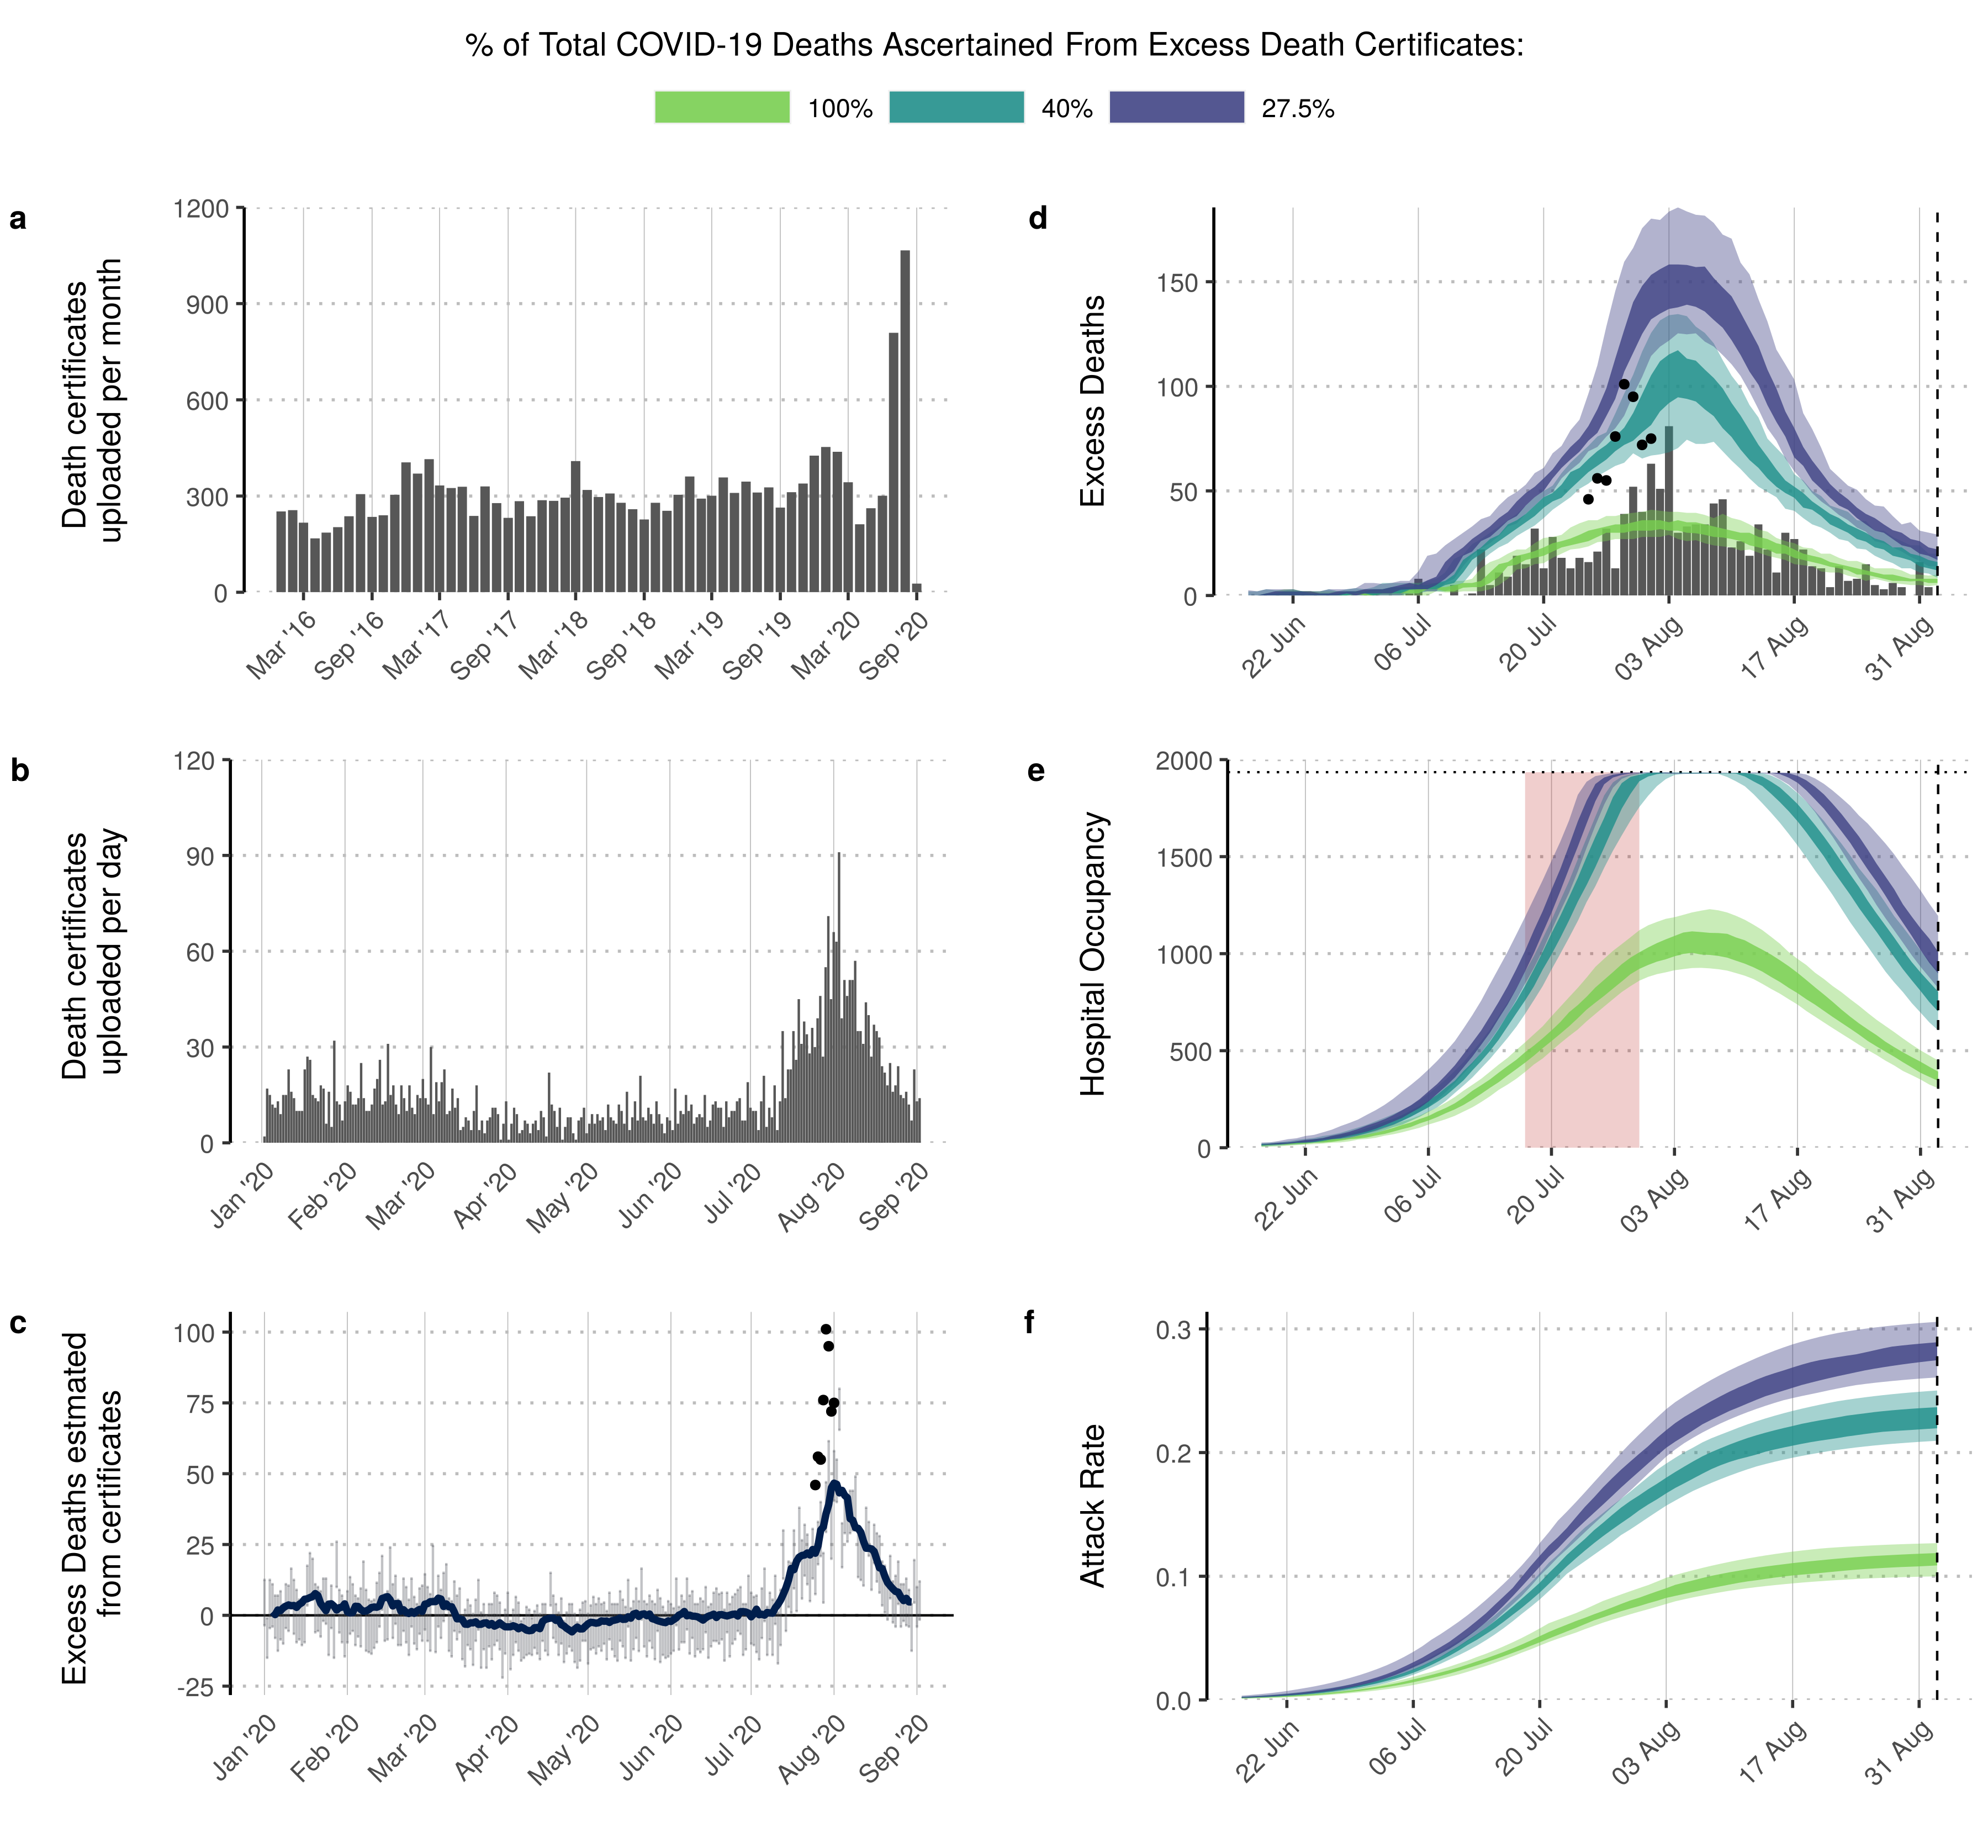 % of Total COVID-19 Deaths Ascertained From Excess Death Certificates:
100% 40% 27.5%
a
Death certificates
uploaded per month
1200
900
600
300
0
Mar '16 Sep '16 Mar '17 Sep '17 Mar '18 Sep '18 Mar '19 Sep '19 Mar '20 Sep '20
b
Death certificates
uploaded per day
120
90
60
30
0
Jan '20 Feb '20 Mar '20 Apr '20 May '20 Jun '20 Jul '20 Aug '20 Sep '20
c
Excess Deaths estmated
from certificates
100
75
50
25
0
-25
Jan '20 Feb '20 Mar '20 Apr '20 May '20 Jun '20 Jul '20 Aug '20 Sep '20
d
Excess Deaths
150
100
50
0
22 Jun 06 Jul 20 Jul 03 Aug 17 Aug 31 Aug
e
Hospital Occupancy
2000
1500
1000
500
0
22 Jun 06 Jul 20 Jul 03 Aug 17 Aug 31 Aug
f
Attack Rate
0.3
0.2
0.1
0.0
22 Jun 06 Jul 20 Jul 03 Aug 17 Aug 31 Aug